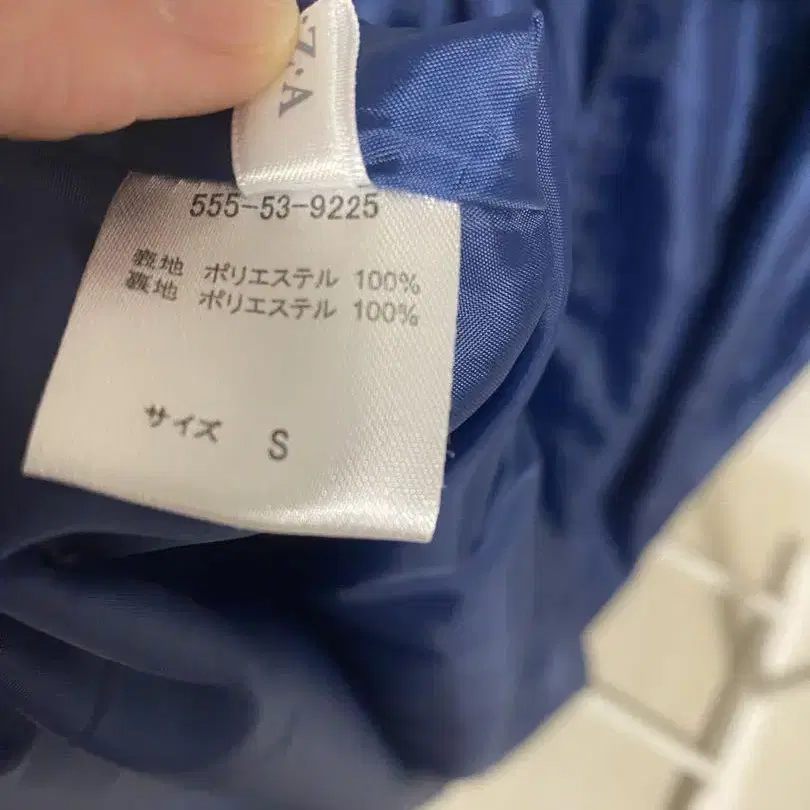 Z:A
555-53-9225
表地 ポリエステル 100%
裏地 ポリエステル 100%
サイズ S